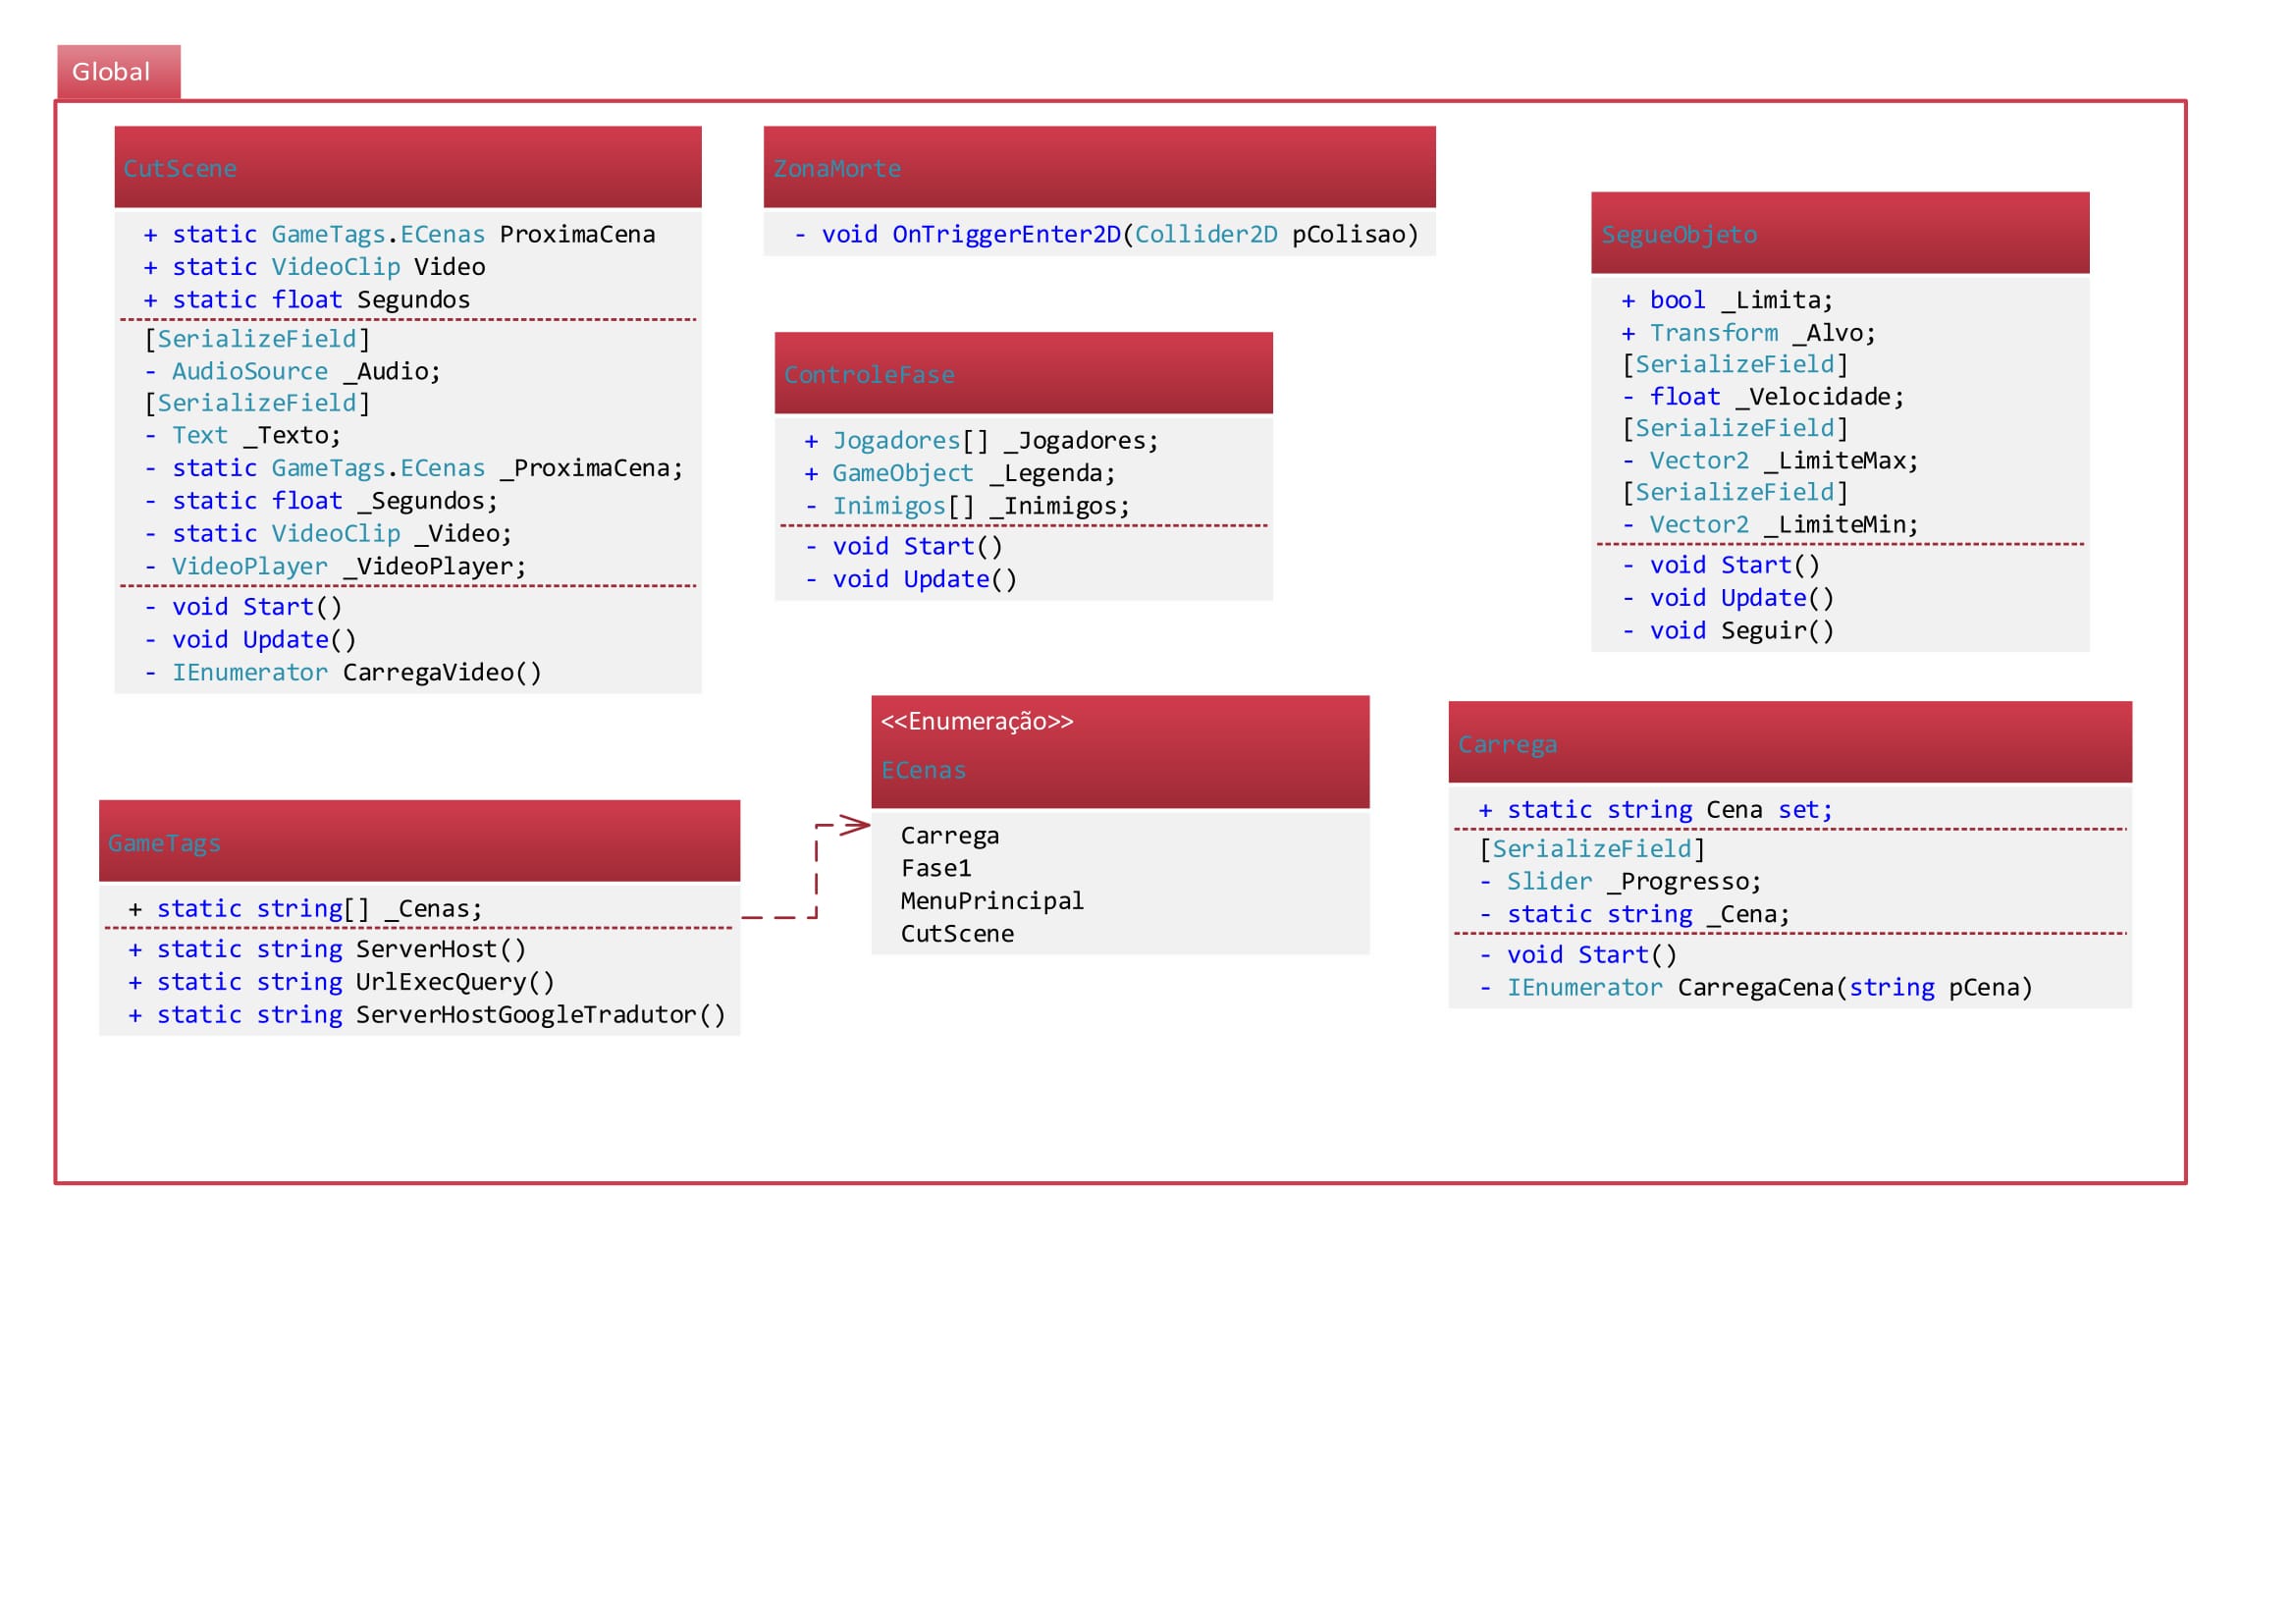 Global
CutScene
+ static GameTags.ECenas ProximaCena
+ static VideoClip Video
+ static float Segundos
[SerializeField]
- AudioSource _Audio;
[SerializeField]
- Text _Texto;
- static GameTags.ECenas _ProximaCena;
- static float _Segundos;
- static VideoClip _Video;
- VideoPlayer _VideoPlayer;
- void Start()
- void Update()
- IEnumerator CarregaVideo()
ZonaMorte
- void OnTriggerEnter2D(Collider2D pColisao)
ControleFase
+ Jogadores[] _Jogadores;
+ GameObject _Legenda;
- Inimigos[] _Inimigos;
- void Start()
- void Update()
SegueObjeto
+ bool _Limita;
+ Transform _Alvo;
[SerializeField]
- float _Velocidade;
[SerializeField]
- Vector2 _LimiteMax;
[SerializeField]
- Vector2 _LimiteMin;
- void Start()
- void Update()
- void Seguir()
GameTags
+ static string[] _Cenas;
+ static string ServerHost()
+ static string UrlExecQuery()
+ static string ServerHostGoogleTradutor()
<<Enumeração>>
ECenas
Carrega
Fase1
MenuPrincipal
CutScene
Carrega
+ static string Cena set;
[SerializeField]
- Slider _Progresso;
- static string _Cena;
- void Start()
- IEnumerator CarregaCena(string pCena)